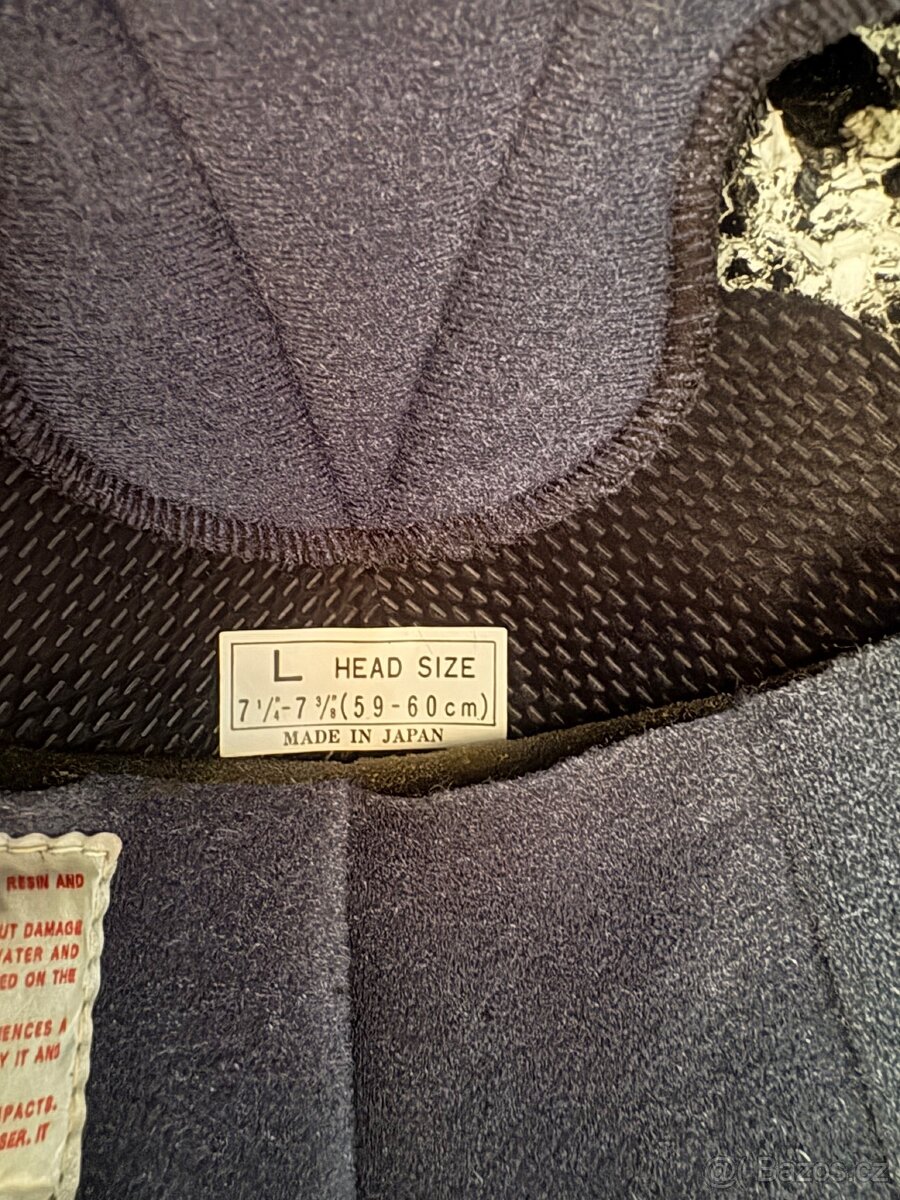 L HEAD SIZE
7 1/4"-7 3/8"(59-60cm)
MADE IN JAPAN
RESIN AND
UT DAMAGE
ATER AND
ED ON THE
IENCES A
Y IT AND
PACTS.
SER. IT
@ Bazos.cz